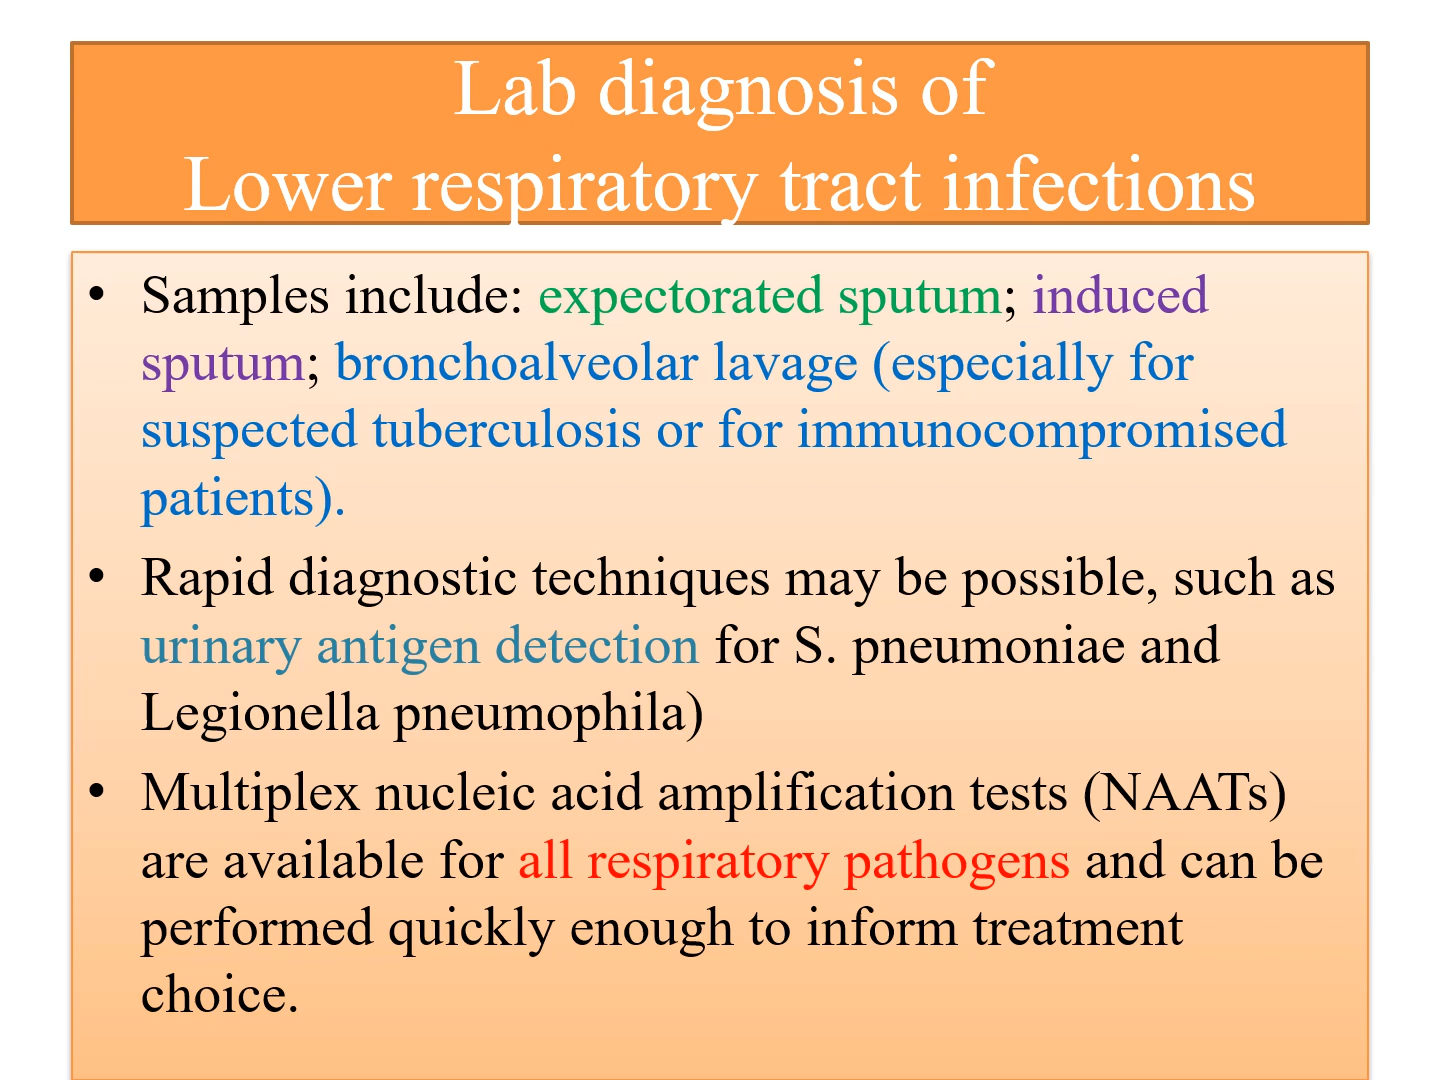 Lab diagnosis of
Lower respiratory tract infections
• Samples include: expectorated sputum; induced
sputum; bronchoalveolar lavage (especially for
suspected tuberculosis or for immunocompromised
patients).
• Rapid diagnostic techniques may be possible, such as
urinary antigen detection for S. pneumoniae and
Legionella pneumophila)
• Multiplex nucleic acid amplification tests (NAATs)
are available for all respiratory pathogens and can be
performed quickly enough to inform treatment
choice.